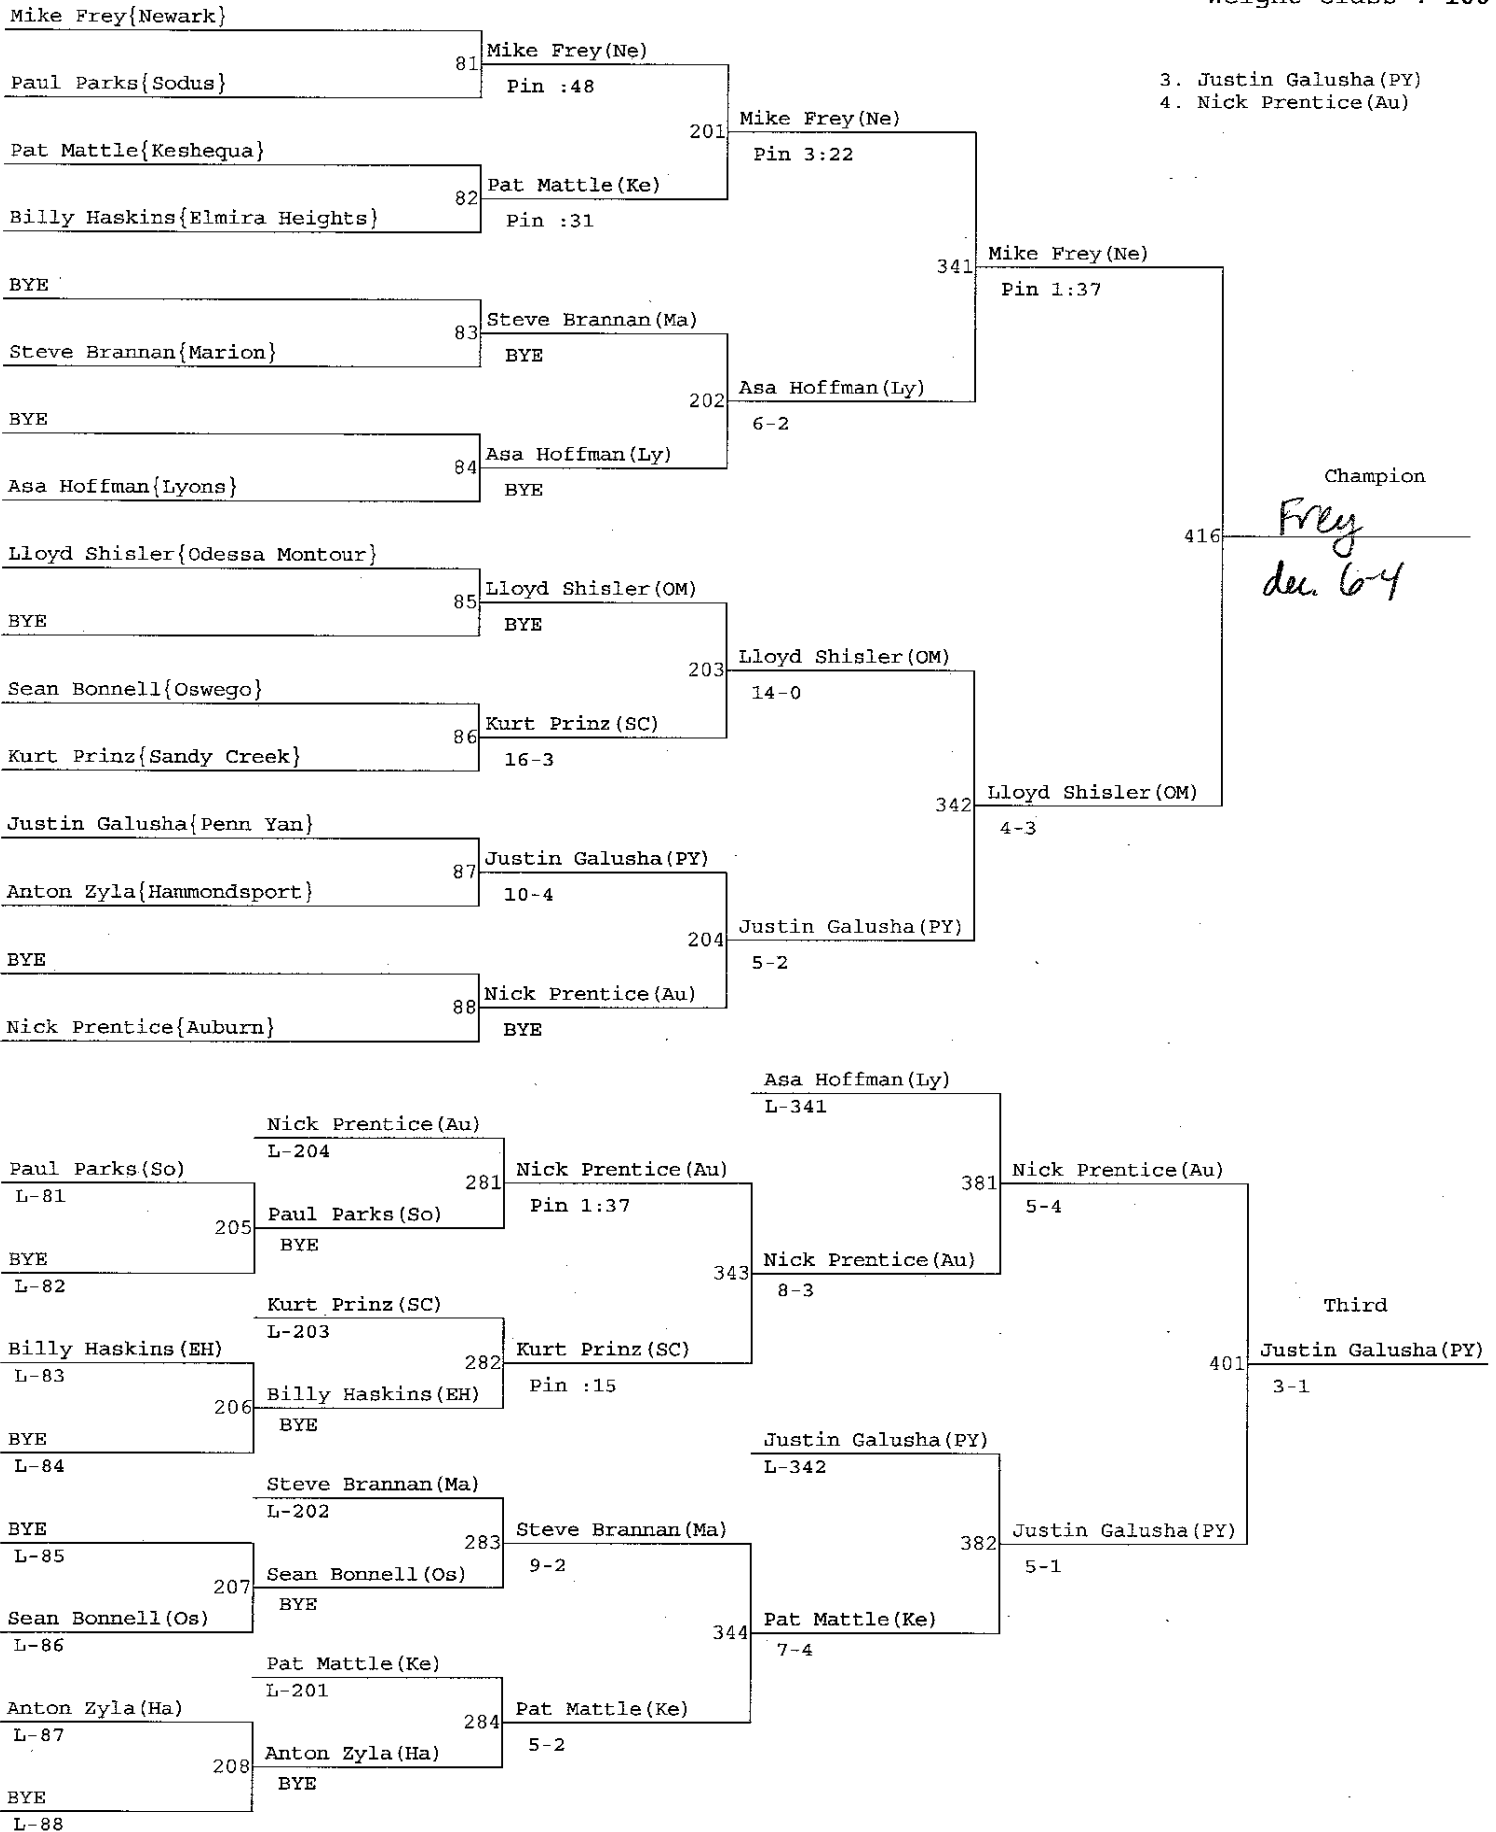 Mike Frey{Newark}
81
Mike Frey(Ne)
Pin :48
Paul Parks{Sodus}
3. Justin Galusha(PY)
4. Nick Prentice(Au)
201
Mike Frey(Ne)
Pin 3:22
Pat Mattle{Keshequa}
82
Pat Mattle(Ke)
Pin :31
Billy Haskins{Elmira Heights}
341
Mike Frey(Ne)
Pin 1:37
BYE
83
Steve Brannan(Ma)
BYE
Steve Brannan{Marion}
202
Asa Hoffman(Ly)
6-2
BYE
84
Asa Hoffman(Ly)
BYE
Asa Hoffman{Lyons}
Champion
416
Frey
dec. 6-4
Lloyd Shisler{Odessa Montour}
85
Lloyd Shisler(OM)
BYE
BYE
203
Lloyd Shisler(OM)
14-0
Sean Bonnell{Oswego}
86
Kurt Prinz(SC)
16-3
Kurt Prinz{Sandy Creek}
342
Lloyd Shisler(OM)
4-3
Justin Galusha{Penn Yan}
87
Justin Galusha(PY)
10-4
Anton Zyla{Hammondsport}
204
Justin Galusha(PY)
5-2
BYE
88
Nick Prentice(Au)
BYE
Nick Prentice{Auburn}
Asa Hoffman(Ly)
L-341
Nick Prentice(Au)
L-204
Paul Parks(So)
L-81
281
Nick Prentice(Au)
Pin 1:37
381
Nick Prentice(Au)
5-4
205
Paul Parks(So)
BYE
BYE
L-82
343
Nick Prentice(Au)
8-3
Kurt Prinz(SC)
L-203
Third
Billy Haskins(EH)
L-83
282
Kurt Prinz(SC)
Pin :15
401
Justin Galusha(PY)
3-1
206
Billy Haskins(EH)
BYE
BYE
L-84
Justin Galusha(PY)
L-342
Steve Brannan(Ma)
L-202
BYE
L-85
283
Steve Brannan(Ma)
9-2
382
Justin Galusha(PY)
5-1
207
Sean Bonnell(Os)
BYE
Sean Bonnell(Os)
L-86
344
Pat Mattle(Ke)
7-4
Pat Mattle(Ke)
L-201
Anton Zyla(Ha)
L-87
284
Pat Mattle(Ke)
5-2
208
Anton Zyla(Ha)
BYE
BYE
L-88